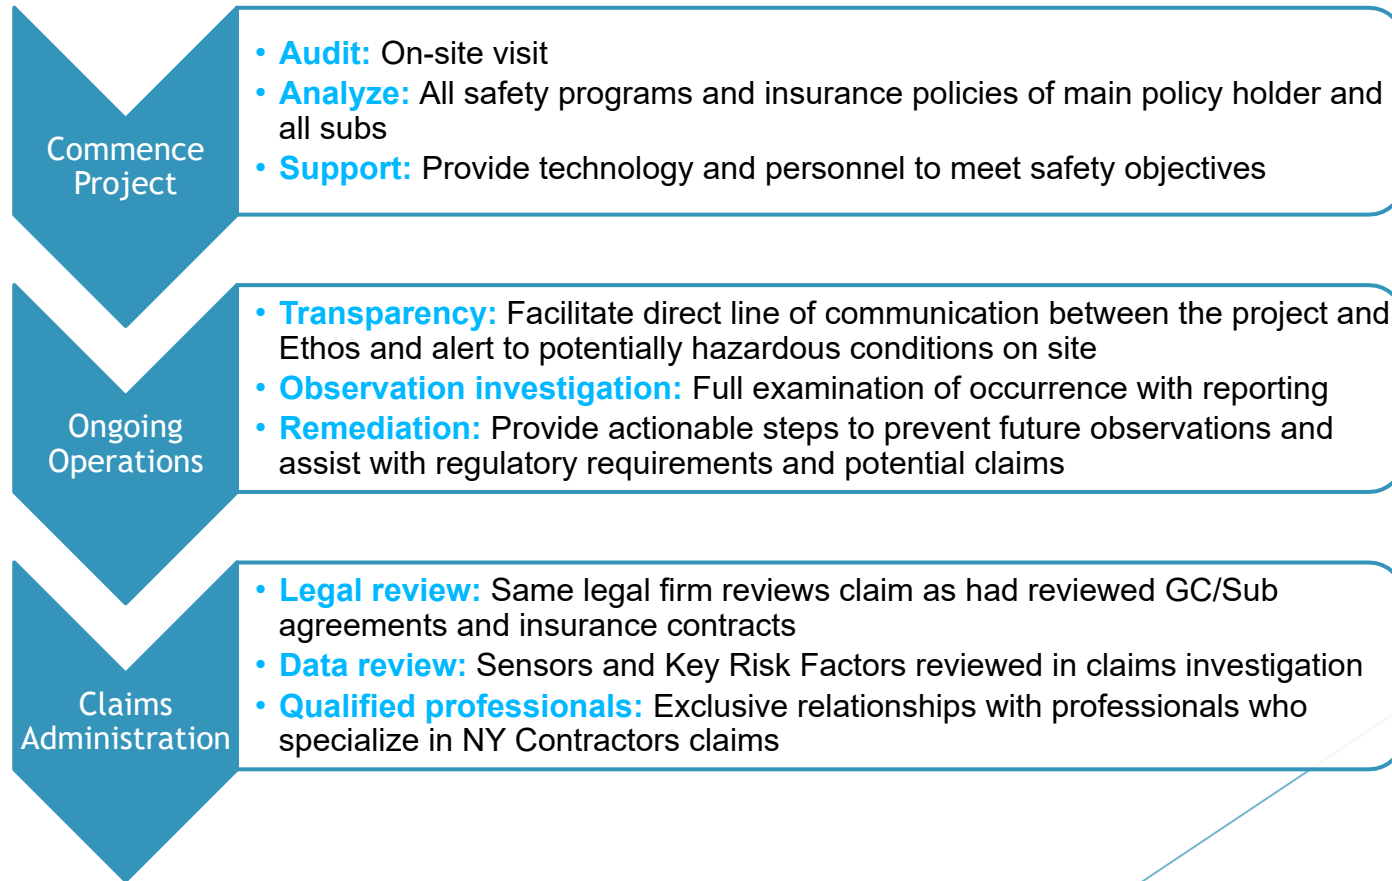 Commence
Project
• Audit: On-site visit
• Analyze: All safety programs and insurance policies of main policy holder and
all subs
• Support: Provide technology and personnel to meet safety objectives
Ongoing
Operations
• Transparency: Facilitate direct line of communication between the project and
Ethos and alert to potentially hazardous conditions on site
• Observation investigation: Full examination of occurrence with reporting
• Remediation: Provide actionable steps to prevent future observations and
assist with regulatory requirements and potential claims
Claims
Administration
• Legal review: Same legal firm reviews claim as had reviewed GC/Sub
agreements and insurance contracts
• Data review: Sensors and Key Risk Factors reviewed in claims investigation
• Qualified professionals: Exclusive relationships with professionals who
specialize in NY Contractors claims